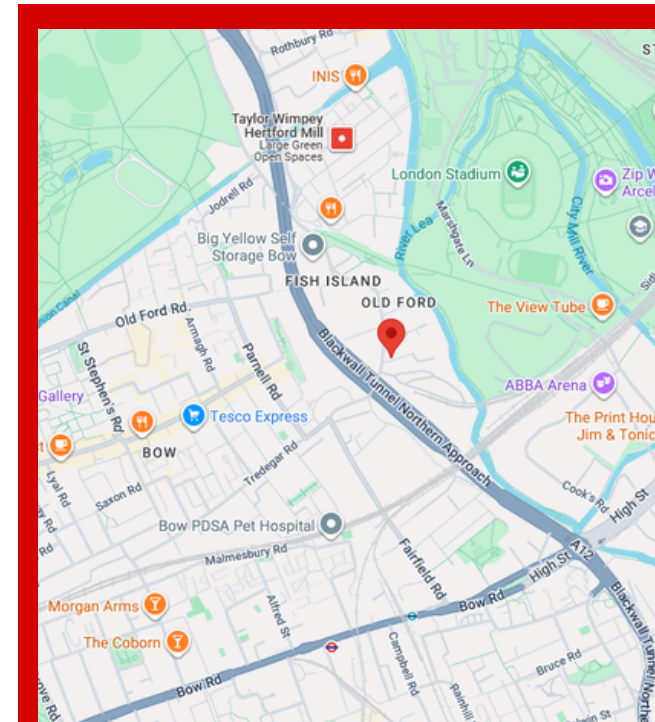 Rothbury Rd
INIS
Taylor Wimpey
Hertford Mill
Large Green
Open Spaces
London Stadium
Zip W
Arcel
Jodrell Rd
River Lea
Marshgate Ln
City Mill River
Big Yellow Self
Storage Bow
FISH ISLAND
OLD FORD
Sidi
The View Tube
Old Ford Rd.
Armagh Rd
Parnell Rd
St Stephen's Rd
Blackwall Tunnel Northern Approach
Gallery
Tesco Express
ABBA Arena
The Print Hou
Jim & Tonic
BOW
Tredegar Rd
Lyal Rd
Saxon Rd
Cook's Rd
High St
Bow PDSA Pet Hospital
Malmesbury Rd
A12
Fairfield Rd
High St
Blackwall Tunnel Northe
Morgan Arms
The Coborn
Alfred St
Bow Rd
Campbell Rd
Bruce Rd
Rainhill
Bow Rd